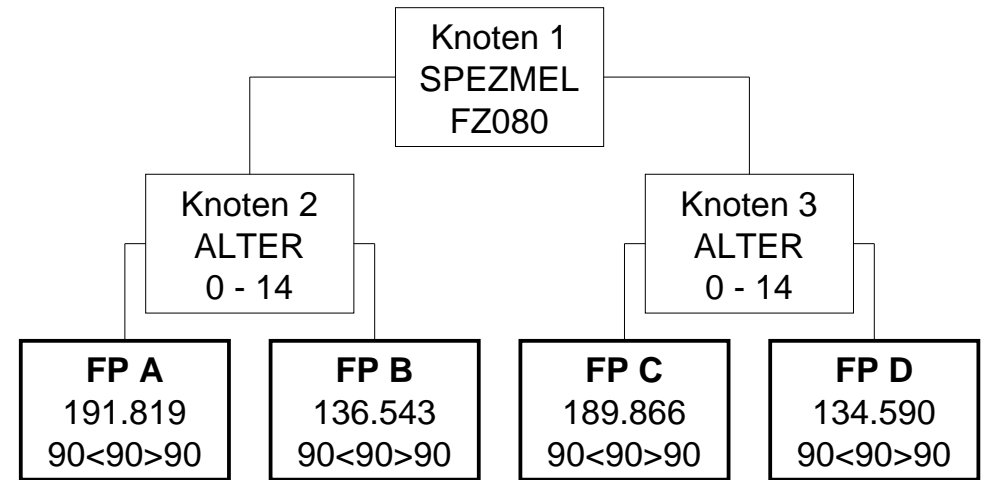 Knoten 1
SPEZMEL
FZ080
Knoten 2
ALTER
0 - 14
Knoten 3
ALTER
0 - 14
FP A
191.819
90<90>90
FP B
136.543
90<90>90
FP C
189.866
90<90>90
FP D
134.590
90<90>90